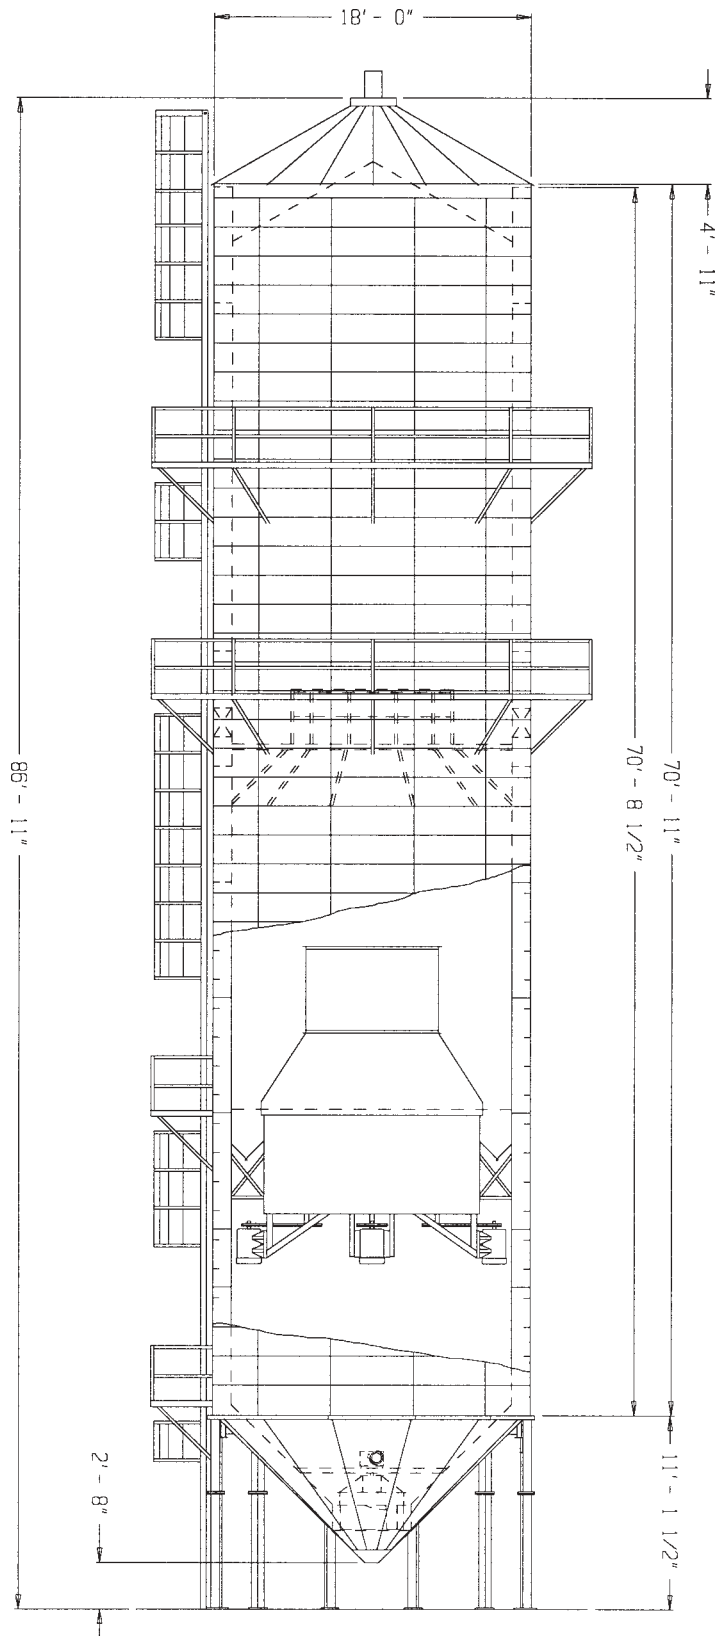 18' - 0"
4' - 11"
70' - 8 1/2"
70' - 11"
86' - 11"
2' - 8"
11' - 1 1/2"